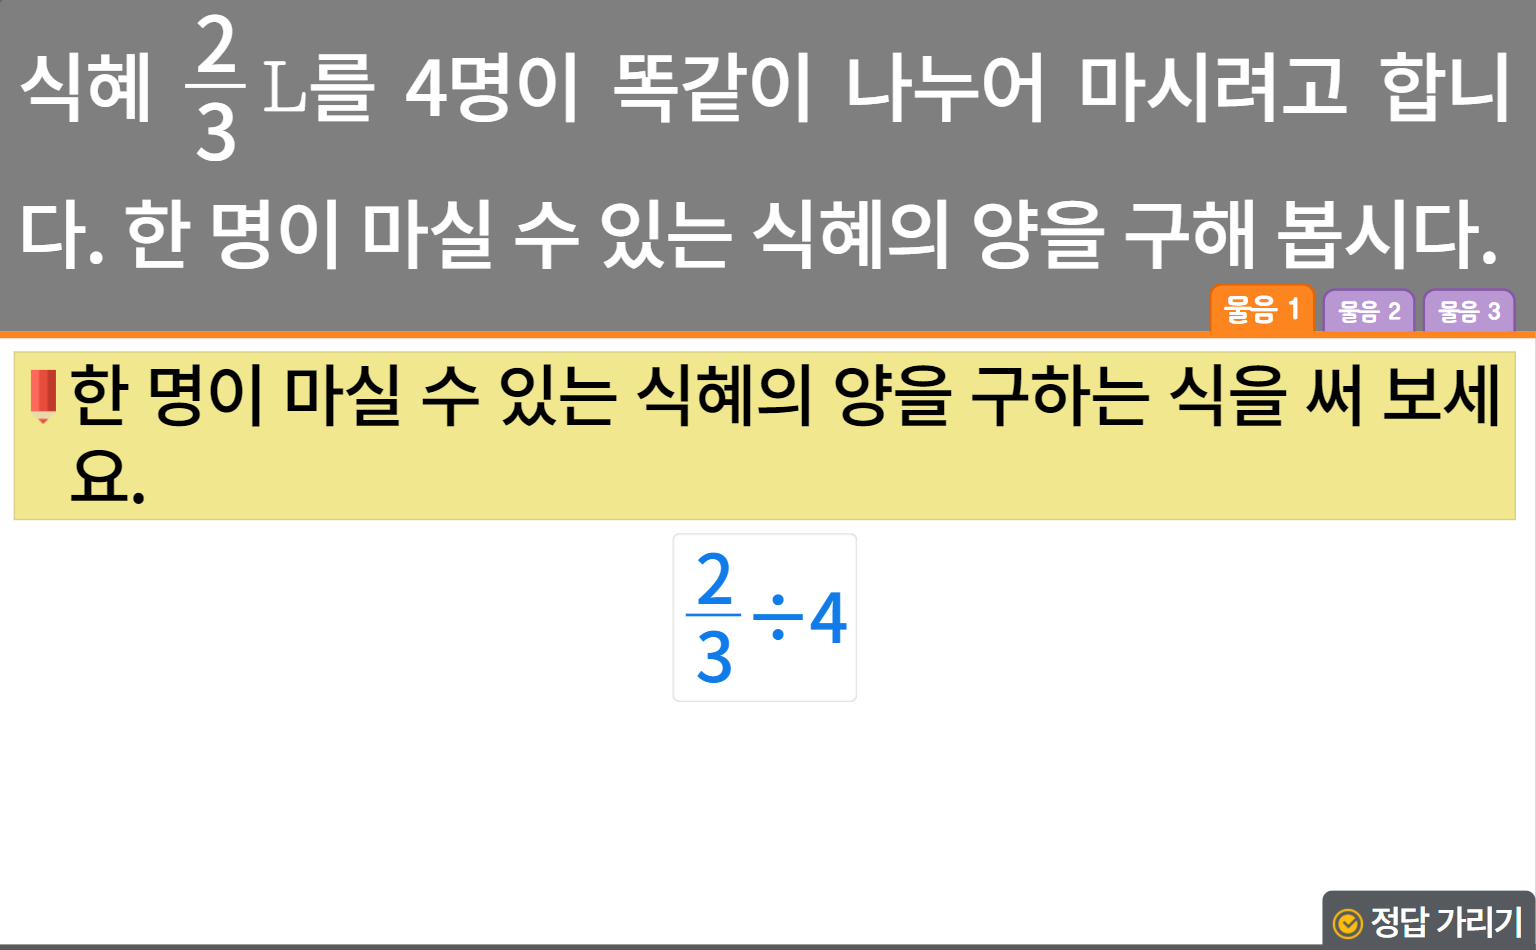 식혜 2/3 L를 4명이 똑같이 나누어 마시려고 합니
다. 한 명이 마실 수 있는 식혜의 양을 구해 봅시다.
물음 1 물음 2 물음 3
한 명이 마실 수 있는 식혜의 양을 구하는 식을 써 보세
요.
2/3 ÷ 4
정답 가리기